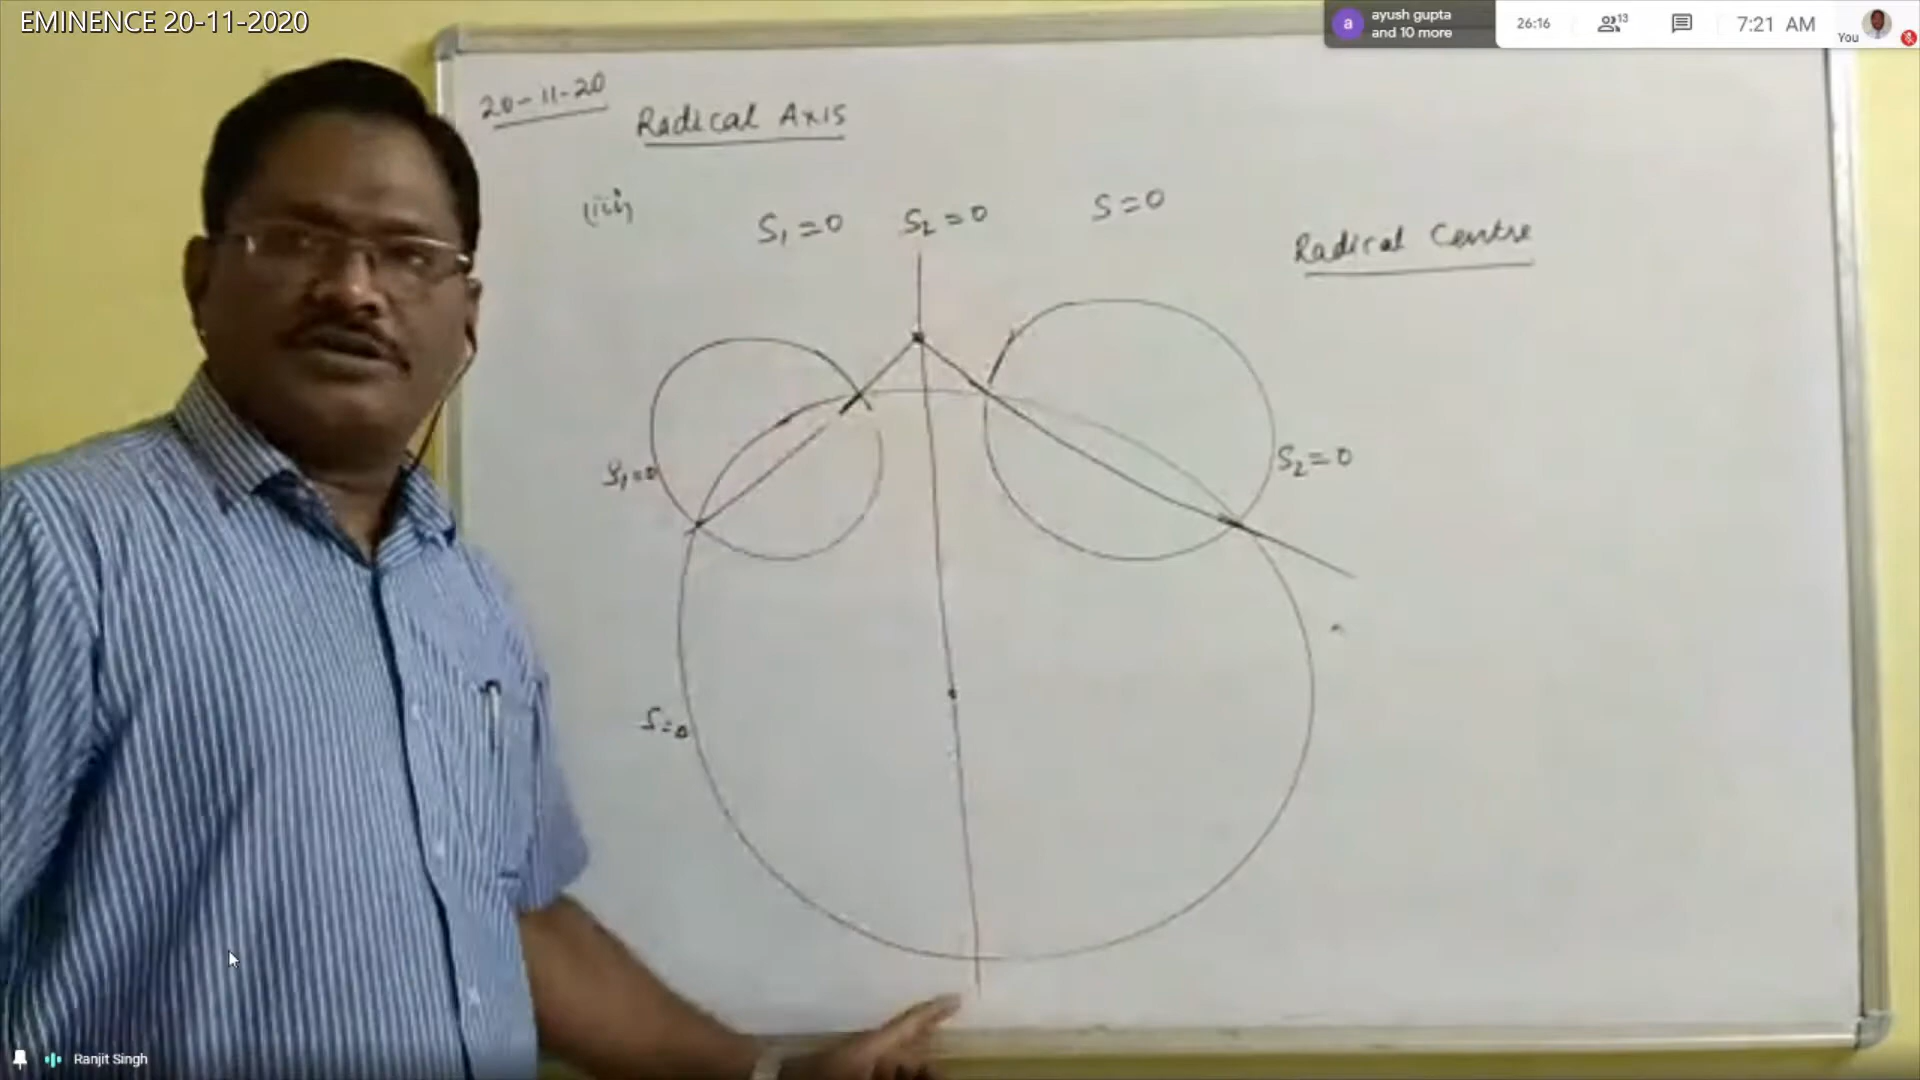 EMINENCE 20-11-2020
ayush gupta
and 10 more
26:16
13
7:21 AM
You
a
20-11-20
Radical Axis
(iii)
S₁=0 S₂=0 S=0
Radical Centre
S₁=0
S₂=0
S=0
Ranjit Singh